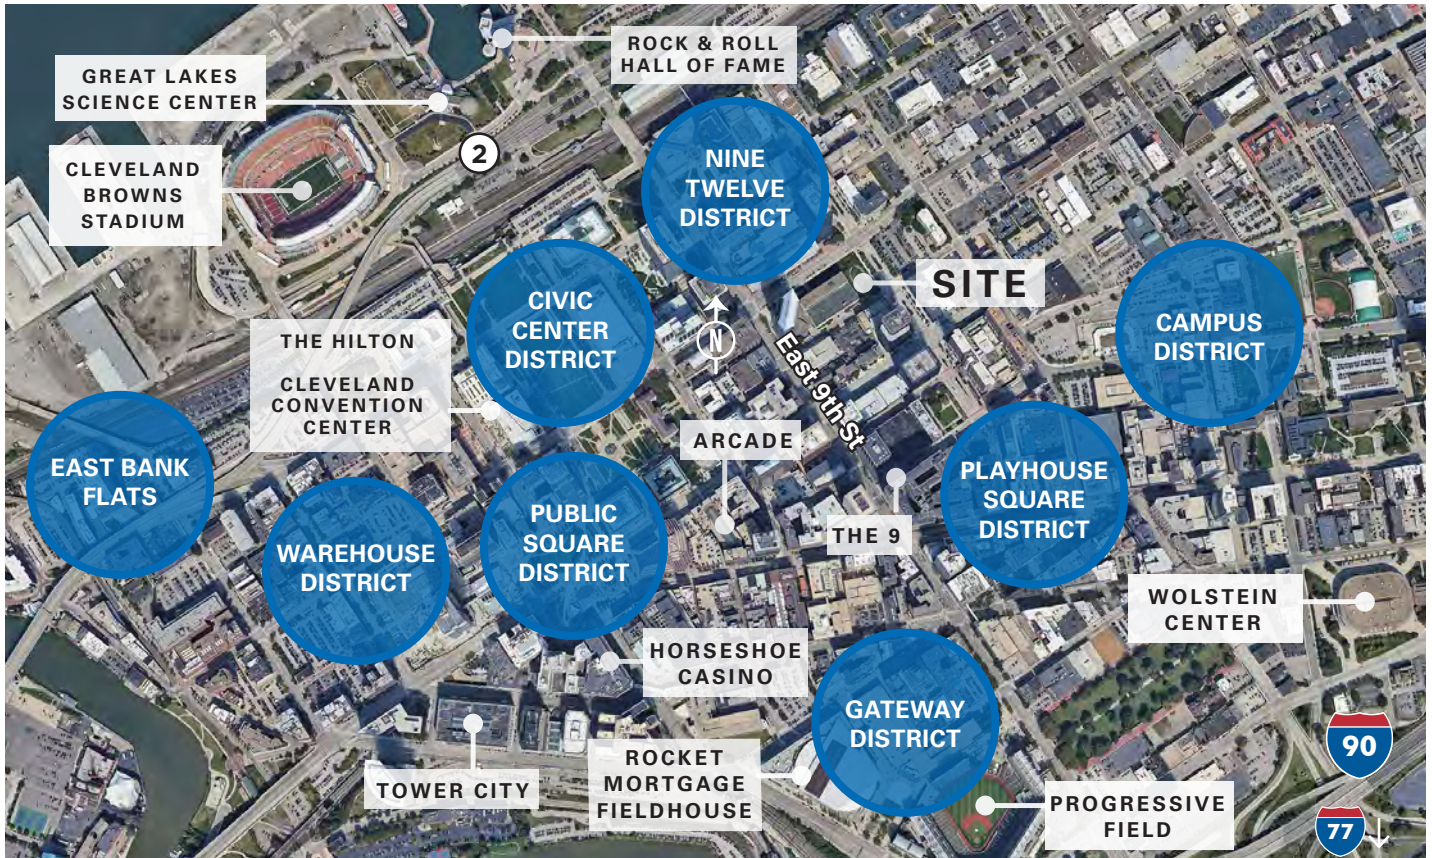 ROCK & ROLL
HALL OF FAME
GREAT LAKES
SCIENCE CENTER
CLEVELAND
BROWNS
STADIUM
2
NINE
TWELVE
DISTRICT
SITE
CIVIC
CENTER
DISTRICT
N
East 9th St
CAMPUS
DISTRICT
THE HILTON
CLEVELAND
CONVENTION
CENTER
EAST BANK
FLATS
ARCADE
PLAYHOUSE
SQUARE
DISTRICT
WAREHOUSE
DISTRICT
PUBLIC
SQUARE
DISTRICT
THE 9
WOLSTEIN
CENTER
HORSESHOE
CASINO
GATEWAY
DISTRICT
90
TOWER CITY
ROCKET
MORTGAGE
FIELDHOUSE
PROGRESSIVE
FIELD
77